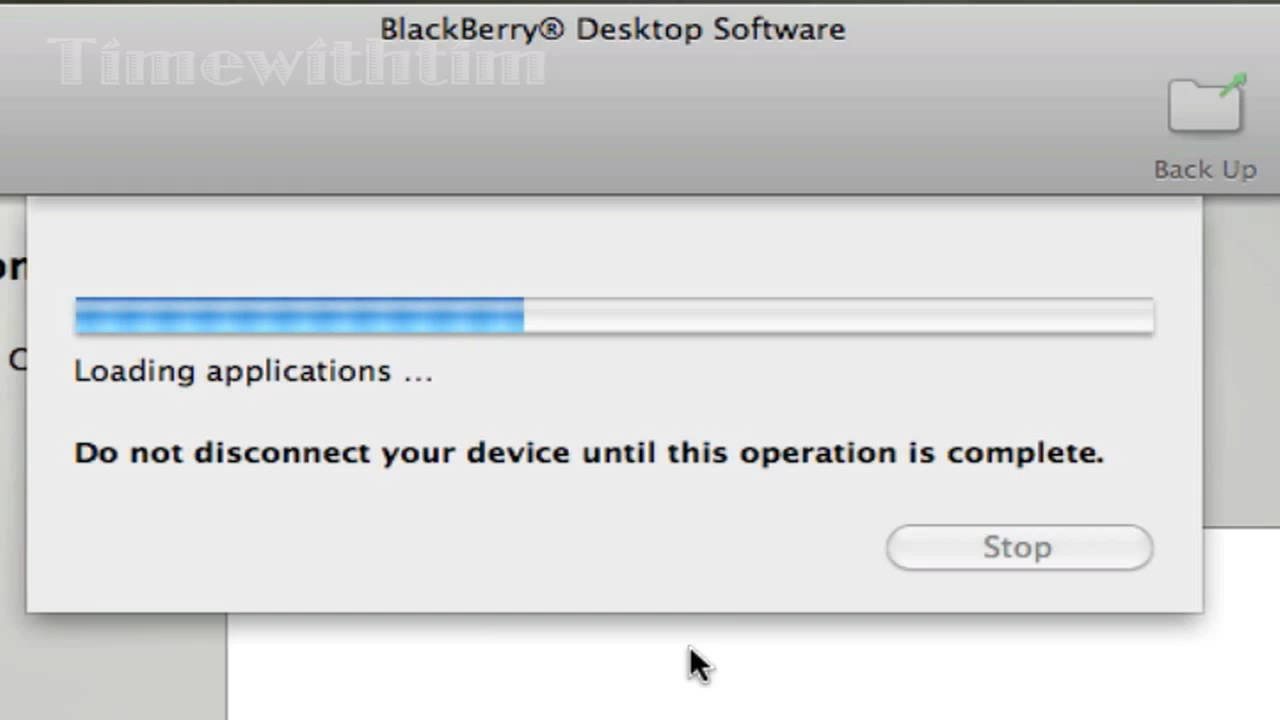 BlackBerry® Desktop Software
Timewithtim
Back Up
Loading applications ...
Do not disconnect your device until this operation is complete.
Stop